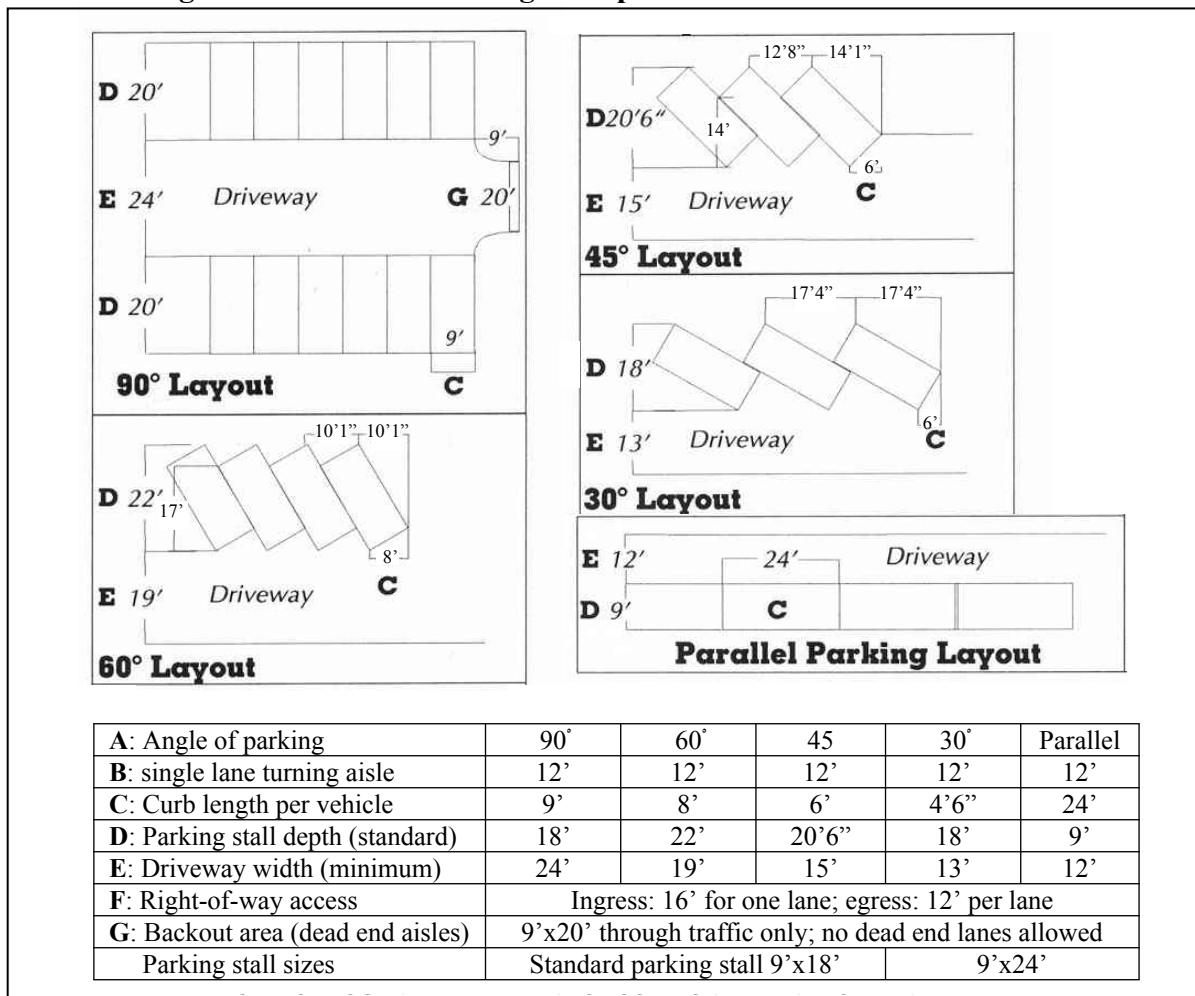 D 20'
9'
E 24' Driveway G 20'
D 20'
9'
90° Layout C
12'8” 14'1”
D20'6“
14'
6'
C
E 15' Driveway
45° Layout
17'4” 17'4”
D 18'
6'
C
E 13' Driveway
30° Layout
10'1” 10'1”
D 22'
17'
8'
C
E 19' Driveway
60° Layout
E 12' 24' Driveway
D 9' C
Parallel Parking Layout
A: Angle of parking 90° 60° 45 30° Parallel
B: single lane turning aisle 12’ 12’ 12’ 12’ 12’
C: Curb length per vehicle 9’ 8’ 6’ 4’6” 24’
D: Parking stall depth (standard) 18’ 22’ 20’6” 18’ 9’
E: Driveway width (minimum) 24’ 19’ 15’ 13’ 12’
F: Right-of-way access Ingress: 16’ for one lane; egress: 12’ per lane
G: Backout area (dead end aisles) 9’x20’ through traffic only; no dead end lanes allowed
Parking stall sizes Standard parking stall 9’x18’ 9’x24’